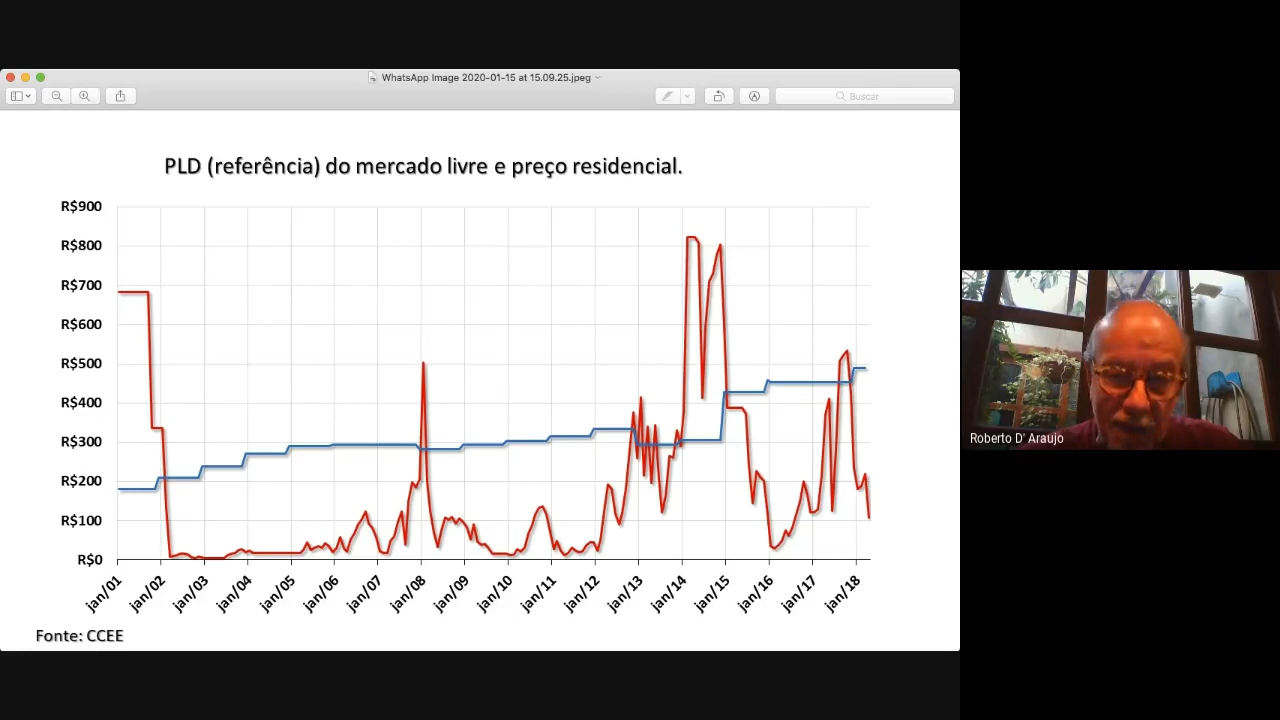 WhatsApp Image 2020-01-15 at 15.09.25.jpeg
Buscar
PLD (referência) do mercado livre e preço residencial.
R$900
R$800
R$700
R$600
R$500
R$400
R$300
R$200
R$100
R$0
jan/01 jan/02 jan/03 jan/04 jan/05 jan/06 jan/07 jan/08 jan/09 jan/10 jan/11 jan/12 jan/13 jan/14 jan/15 jan/16 jan/17 jan/18
Fonte: CCEE
Roberto D' Araujo